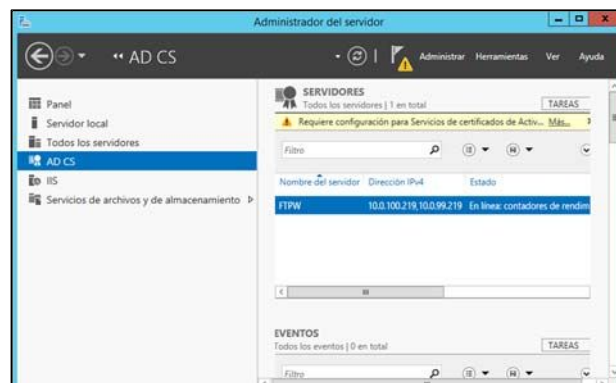 Administrador del servidor
AD CS
Administrar Herramientas Ver Ayuda
Panel
Servidor local
Todos los servidores
AD CS
IIS
Servicios de archivos y de almacenamiento
SERVIDORES
Todos los servidores | 1 en total
TAREAS
Requiere configuración para Servicios de certificados de Activ... Más...
Filtro
Nombre del servidor Dirección IPv4 Estado
FTPW 10.0.100.219,10.0.99.219 En línea: contadores de rendim
EVENTOS
Todos los eventos | 0 en total
TAREAS
Filtro